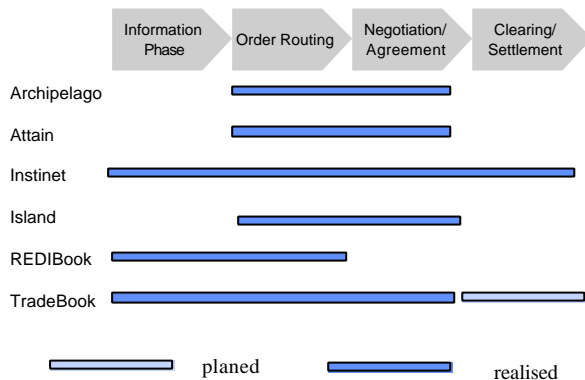 Information
Phase
Order Routing
Negotiation/
Agreement
Clearing/
Settlement
Archipelago
Attain
Instinet
Island
REDIBook
TradeBook
planed
realised